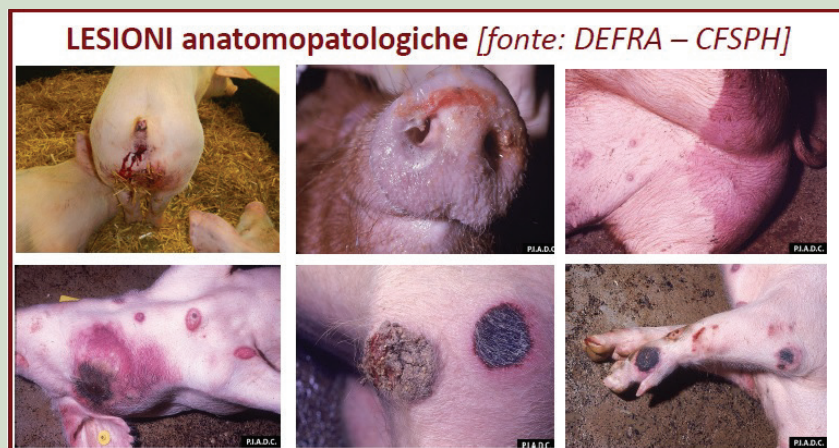 LESIONI anatomopatologiche [fonte: DEFRA – CFSPH]
P.I.A.D.C.
P.I.A.D.C.
P.I.A.D.C.
P.I.A.D.C.
P.I.A.D.C.